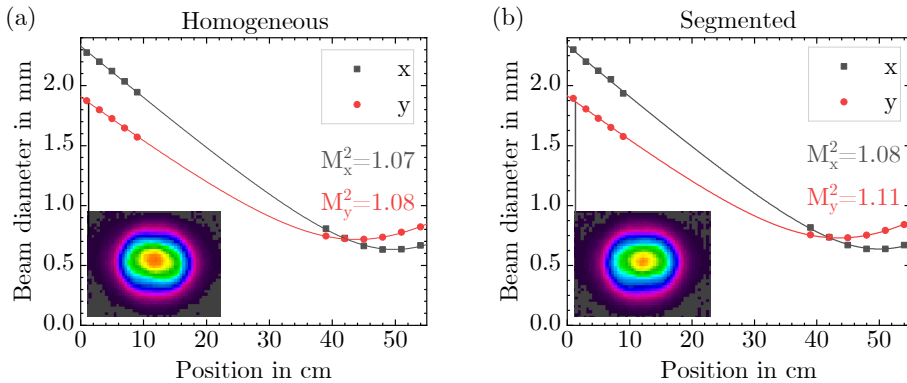 (a) Homogeneous
Beam diameter in mm
2.0
1.5
1.0
0.5
0.0
x
y
M²ₓ=1.07
M²ᵧ=1.08
0 10 20 30 40 50
Position in cm
(b) Segmented
Beam diameter in mm
2.0
1.5
1.0
0.5
0.0
x
y
M²ₓ=1.08
M²ᵧ=1.11
0 10 20 30 40 50
Position in cm